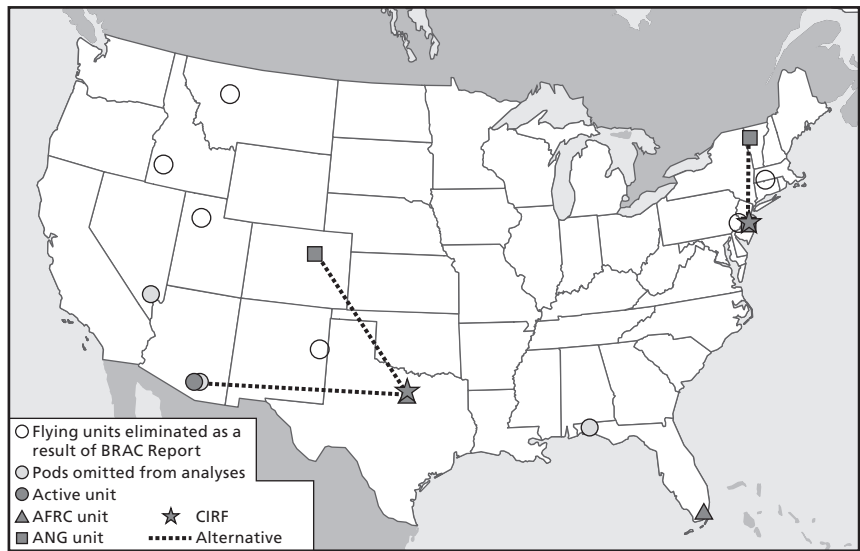 Flying units eliminated as a
result of BRAC Report
Pods omitted from analyses
Active unit
AFRC unit
ANG unit
CIRF
Alternative